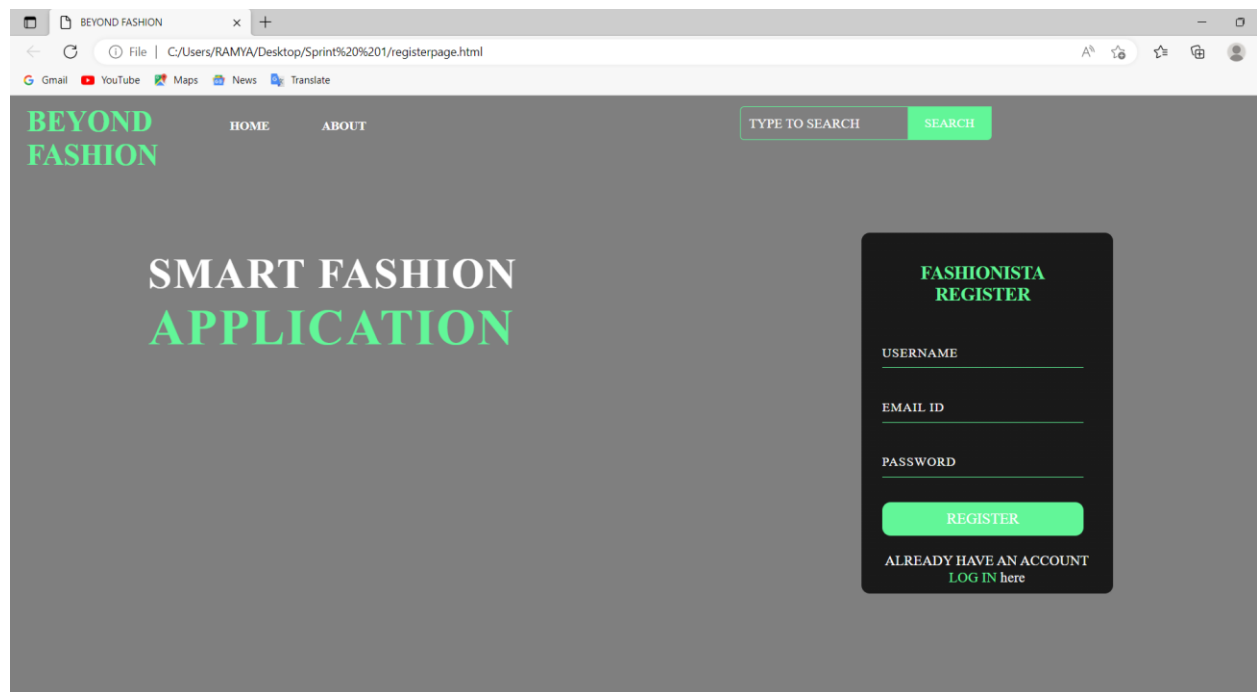 BEYOND FASHION
File | C:/Users/RAMYA/Desktop/Sprint%20%201/registerpage.html
Gmail YouTube Maps News Translate
BEYOND
FASHION
HOME ABOUT
TYPE TO SEARCH SEARCH
SMART FASHION
APPLICATION
FASHIONISTA
REGISTER
USERNAME
EMAIL ID
PASSWORD
REGISTER
ALREADY HAVE AN ACCOUNT
LOG IN here